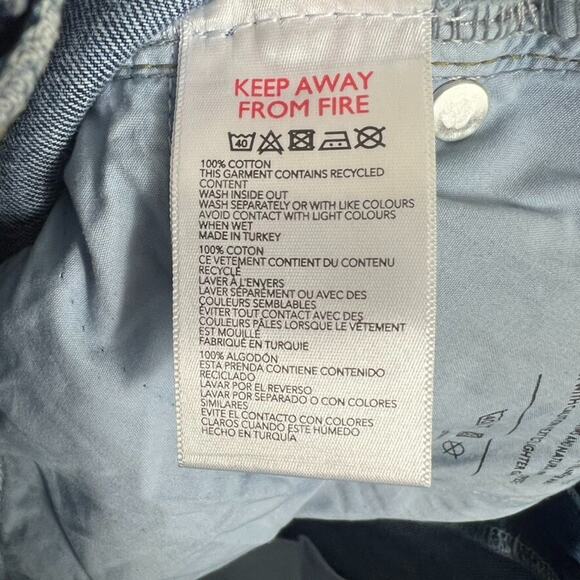 KEEP AWAY
FROM FIRE
40
100% COTTON
THIS GARMENT CONTAINS RECYCLED
CONTENT
WASH INSIDE OUT
WASH SEPARATELY OR WITH LIKE COLOURS
AVOID CONTACT WITH LIGHT COLOURS
WHEN WET
MADE IN TURKEY
100% COTON
CE VETEMENT CONTIENT DU CONTENU
RECYCLÉ
LAVER À L'ENVERS
LAVER SÉPARÉMENT OU AVEC DES
COULEURS SEMBLABLES
ÉVITER TOUT CONTACT AVEC DES
COULEURS PÂLES LORSQUE LE VÊTEMENT
EST MOUILLÉ
FABRIQUÉ EN TURQUIE
100% ALGODÓN
ESTA PRENDA CONTIENE CONTENIDO
RECICLADO
LAVAR POR EL REVERSO
LAVAR POR SEPARADO O CON COLORES
SIMILARES
EVITE EL CONTACTO CON COLORES
CLAROS CUANDO ESTE HÚMEDO
HECHO EN TURQUÍA